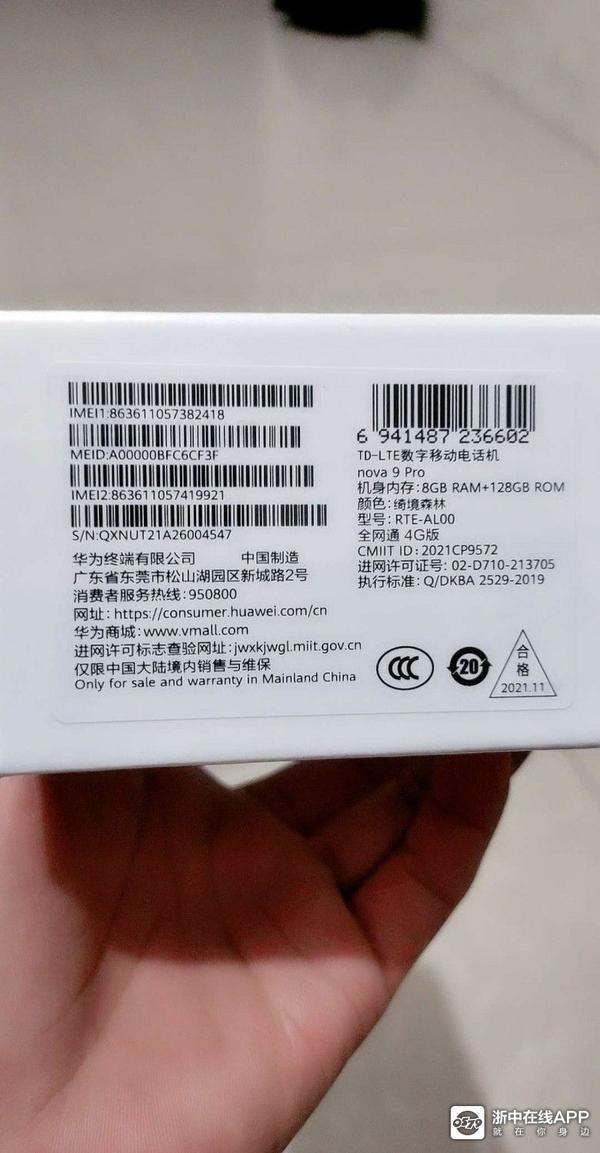 IMEI1:863611057382418
MEID:A00000BFC6CF3F
IMEI2:863611057419921
S/N:QXNUT21A26004547
华为终端有限公司 中国制造
广东省东莞市松山湖园区新城路2号
消费者服务热线:950800
网址: https://consumer.huawei.com/cn
华为商城:www.vmall.com
进网许可标志查验网址:jwxkjwgl.miit.gov.cn
仅限中国大陆境内销售与维保
Only for sale and warranty in Mainland China
6 941487 236602
TD-LTE数字移动电话机
nova 9 Pro
机身内存: 8GB RAM+128GB ROM
颜色: 绮境森林
型号: RTE-AL00
全网通 4G版
CMIIT ID: 2021CP9572
进网许可证号: 02-D710-213705
执行标准: Q/DKBA 2529-2019
CCC
20
合
格
2021.11
浙中在线APP
就在你身边